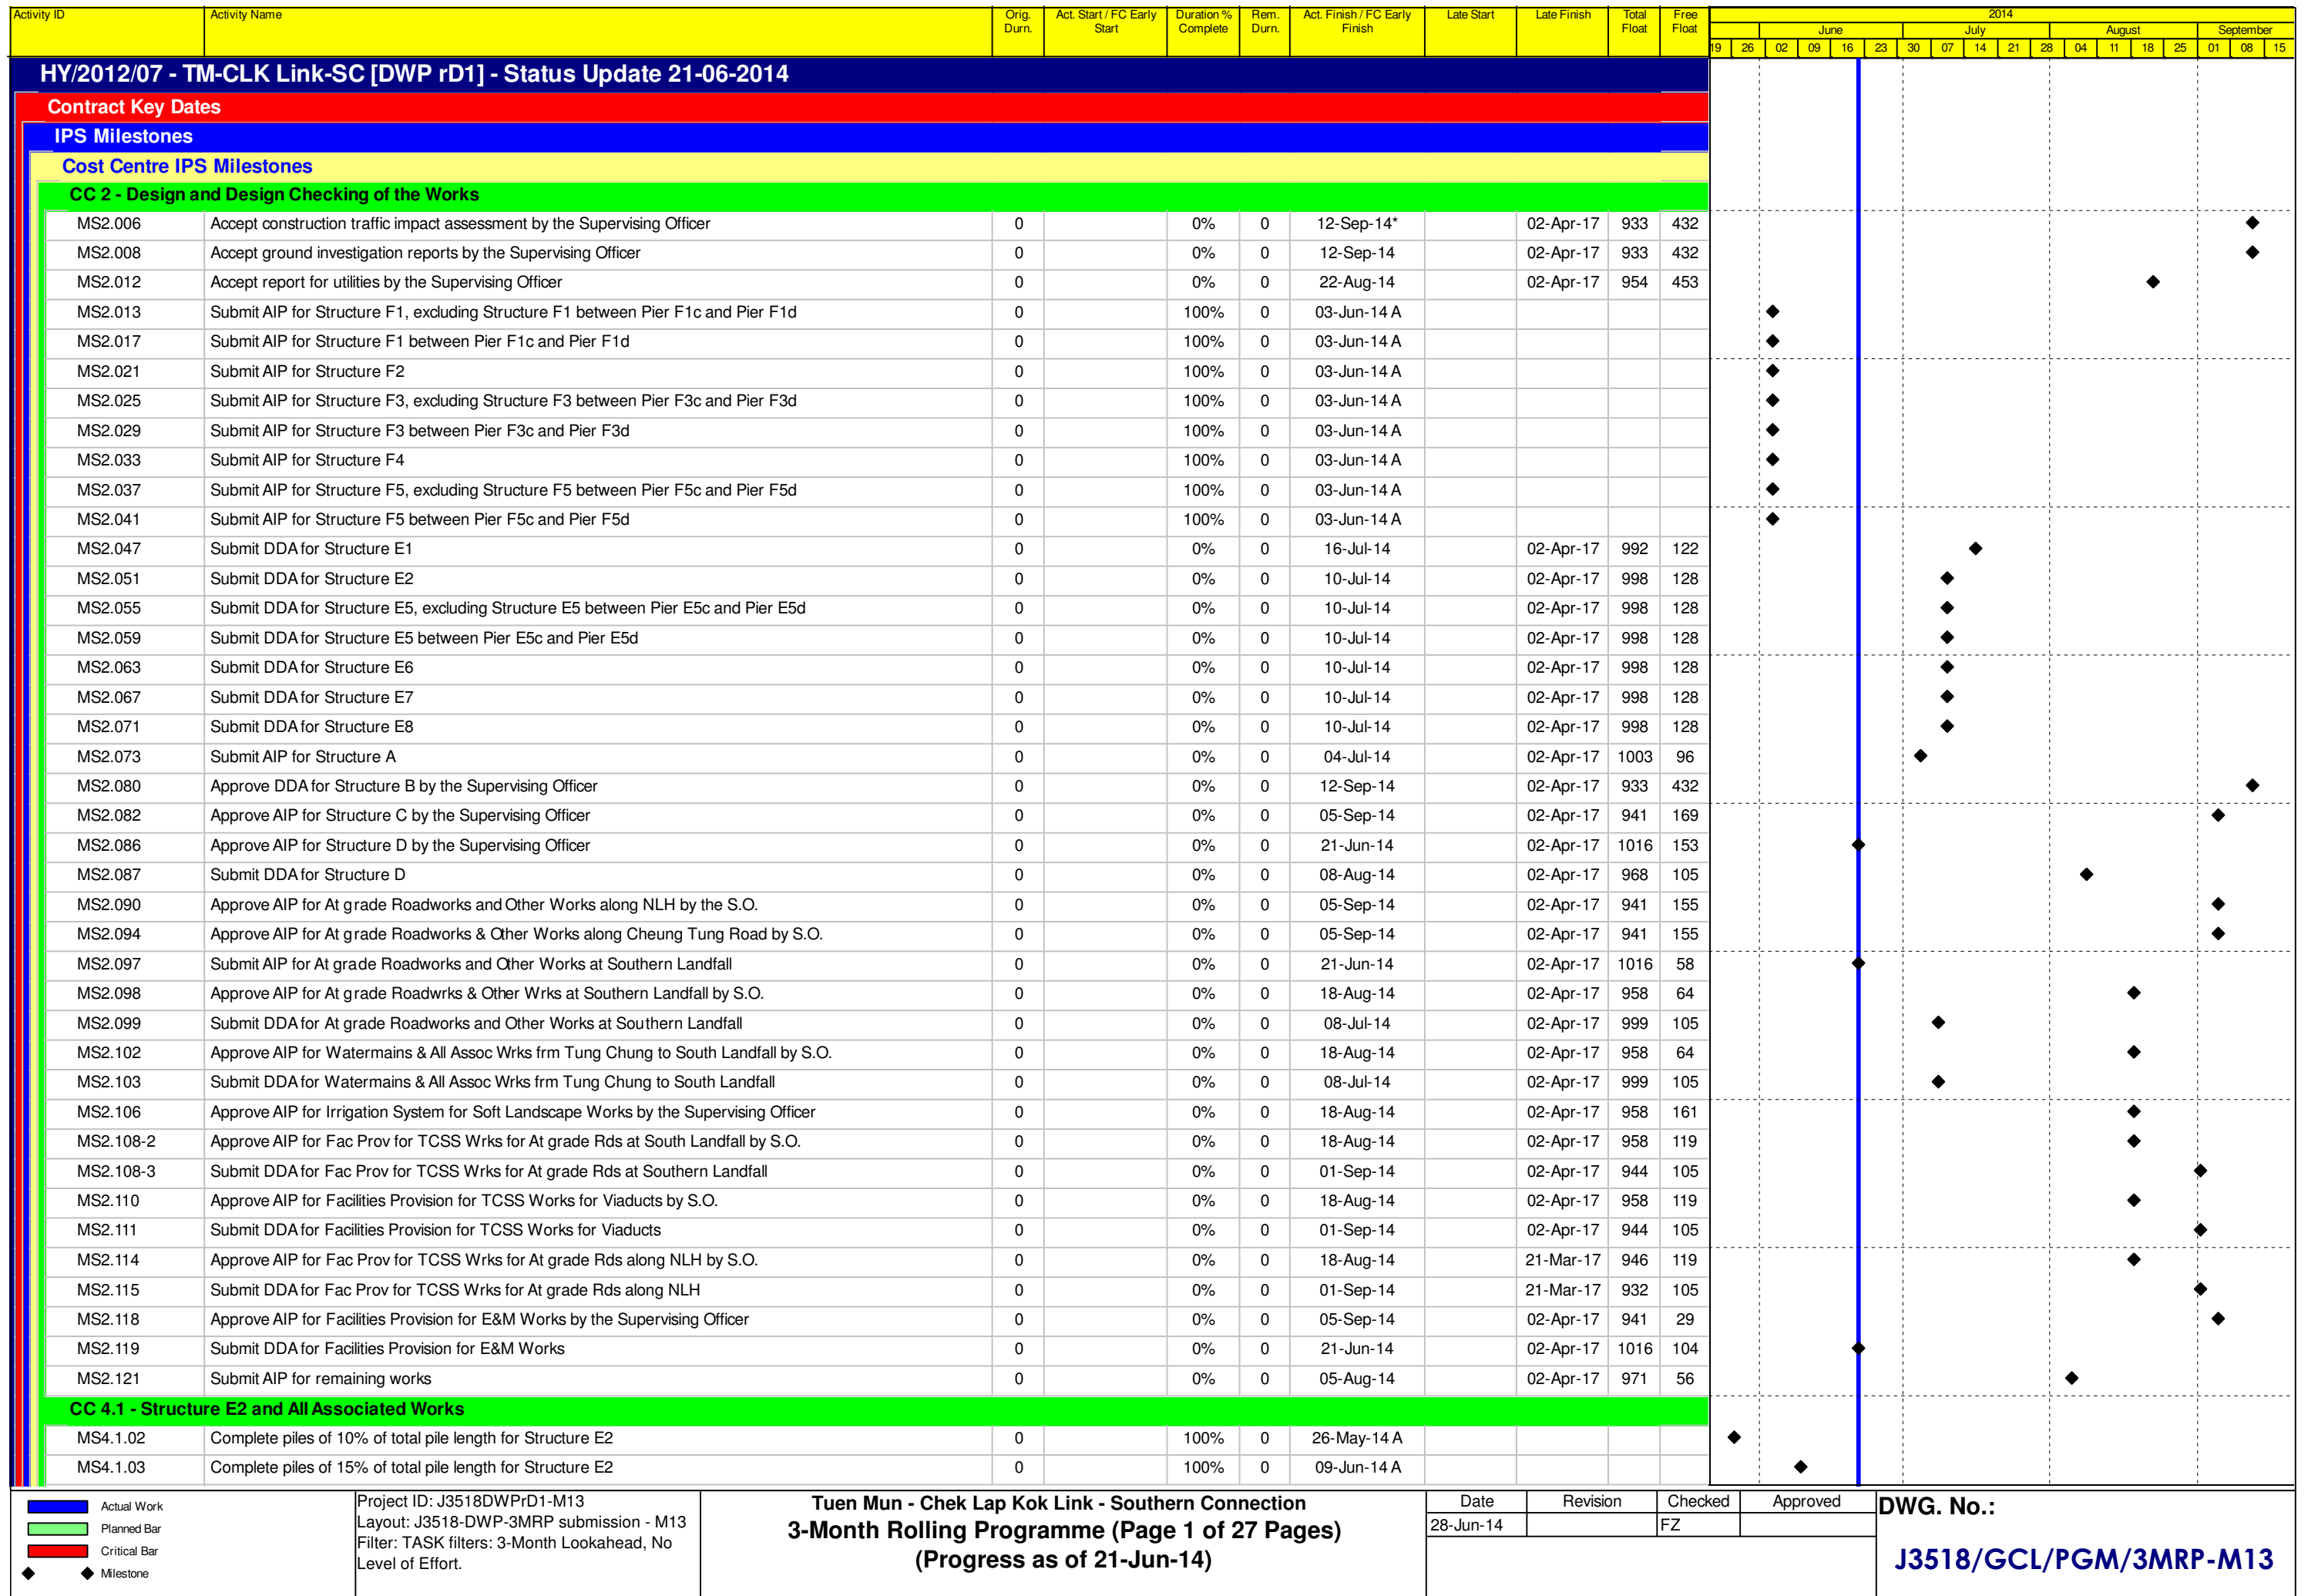 Activity ID Activity Name Orig. Durn. Act. Start / FC Early Start Duration % Complete Rem. Durn. Act. Finish / FC Early Finish Late Start Late Finish Total Float Free Float 2014
June July August September
19 26 02 09 16 23 30 07 14 21 28 04 11 18 25 01 08 15
HY/2012/07 - TM-CLK Link-SC [DWP rD1] - Status Update 21-06-2014
Contract Key Dates
IPS Milestones
Cost Centre IPS Milestones
CC 2 - Design and Design Checking of the Works
MS2.006 Accept construction traffic impact assessment by the Supervising Officer 0 0% 0 12-Sep-14* 02-Apr-17 933 432
MS2.008 Accept ground investigation reports by the Supervising Officer 0 0% 0 12-Sep-14 02-Apr-17 933 432
MS2.012 Accept report for utilities by the Supervising Officer 0 0% 0 22-Aug-14 02-Apr-17 954 453
MS2.013 Submit AIP for Structure F1, excluding Structure F1 between Pier F1c and Pier F1d 0 100% 0 03-Jun-14 A
MS2.017 Submit AIP for Structure F1 between Pier F1c and Pier F1d 0 100% 0 03-Jun-14 A
MS2.021 Submit AIP for Structure F2 0 100% 0 03-Jun-14 A
MS2.025 Submit AIP for Structure F3, excluding Structure F3 between Pier F3c and Pier F3d 0 100% 0 03-Jun-14 A
MS2.029 Submit AIP for Structure F3 between Pier F3c and Pier F3d 0 100% 0 03-Jun-14 A
MS2.033 Submit AIP for Structure F4 0 100% 0 03-Jun-14 A
MS2.037 Submit AIP for Structure F5, excluding Structure F5 between Pier F5c and Pier F5d 0 100% 0 03-Jun-14 A
MS2.041 Submit AIP for Structure F5 between Pier F5c and Pier F5d 0 100% 0 03-Jun-14 A
MS2.047 Submit DDA for Structure E1 0 0% 0 16-Jul-14 02-Apr-17 992 122
MS2.051 Submit DDA for Structure E2 0 0% 0 10-Jul-14 02-Apr-17 998 128
MS2.055 Submit DDA for Structure E5, excluding Structure E5 between Pier E5c and Pier E5d 0 0% 0 10-Jul-14 02-Apr-17 998 128
MS2.059 Submit DDA for Structure E5 between Pier E5c and Pier E5d 0 0% 0 10-Jul-14 02-Apr-17 998 128
MS2.063 Submit DDA for Structure E6 0 0% 0 10-Jul-14 02-Apr-17 998 128
MS2.067 Submit DDA for Structure E7 0 0% 0 10-Jul-14 02-Apr-17 998 128
MS2.071 Submit DDA for Structure E8 0 0% 0 10-Jul-14 02-Apr-17 998 128
MS2.073 Submit AIP for Structure A 0 0% 0 04-Jul-14 02-Apr-17 1003 96
MS2.080 Approve DDA for Structure B by the Supervising Officer 0 0% 0 12-Sep-14 02-Apr-17 933 432
MS2.082 Approve AIP for Structure C by the Supervising Officer 0 0% 0 05-Sep-14 02-Apr-17 941 169
MS2.086 Approve AIP for Structure D by the Supervising Officer 0 0% 0 21-Jun-14 02-Apr-17 1016 153
MS2.087 Submit DDA for Structure D 0 0% 0 08-Aug-14 02-Apr-17 968 105
MS2.090 Approve AIP for At grade Roadworks and Other Works along NLH by the S.O. 0 0% 0 05-Sep-14 02-Apr-17 941 155
MS2.094 Approve AIP for At grade Roadworks & Other Works along Cheung Tung Road by S.O. 0 0% 0 05-Sep-14 02-Apr-17 941 155
MS2.097 Submit AIP for At grade Roadworks and Other Works at Southern Landfall 0 0% 0 21-Jun-14 02-Apr-17 1016 58
MS2.098 Approve AIP for At grade Roadwrks & Other Wrks at Southern Landfall by S.O. 0 0% 0 18-Aug-14 02-Apr-17 958 64
MS2.099 Submit DDA for At grade Roadworks and Other Works at Southern Landfall 0 0% 0 08-Jul-14 02-Apr-17 999 105
MS2.102 Approve AIP for Watermains & All Assoc Wrks frm Tung Chung to South Landfall by S.O. 0 0% 0 18-Aug-14 02-Apr-17 958 64
MS2.103 Submit DDA for Watermains & All Assoc Wrks frm Tung Chung to South Landfall 0 0% 0 08-Jul-14 02-Apr-17 999 105
MS2.106 Approve AIP for Irrigation System for Soft Landscape Works by the Supervising Officer 0 0% 0 18-Aug-14 02-Apr-17 958 161
MS2.108-2 Approve AIP for Fac Prov for TCSS Wrks for At grade Rds at South Landfall by S.O. 0 0% 0 18-Aug-14 02-Apr-17 958 119
MS2.108-3 Submit DDA for Fac Prov for TCSS Wrks for At grade Rds at Southern Landfall 0 0% 0 01-Sep-14 02-Apr-17 944 105
MS2.110 Approve AIP for Facilities Provision for TCSS Works for Viaducts by S.O. 0 0% 0 18-Aug-14 02-Apr-17 958 119
MS2.111 Submit DDA for Facilities Provision for TCSS Works for Viaducts 0 0% 0 01-Sep-14 02-Apr-17 944 105
MS2.114 Approve AIP for Fac Prov for TCSS Wrks for At grade Rds along NLH by S.O. 0 0% 0 18-Aug-14 21-Mar-17 946 119
MS2.115 Submit DDA for Fac Prov for TCSS Wrks for At grade Rds along NLH 0 0% 0 01-Sep-14 21-Mar-17 932 105
MS2.118 Approve AIP for Facilities Provision for E&M Works by the Supervising Officer 0 0% 0 05-Sep-14 02-Apr-17 941 29
MS2.119 Submit DDA for Facilities Provision for E&M Works 0 0% 0 21-Jun-14 02-Apr-17 1016 104
MS2.121 Submit AIP for remaining works 0 0% 0 05-Aug-14 02-Apr-17 971 56
CC 4.1 - Structure E2 and All Associated Works
MS4.1.02 Complete piles of 10% of total pile length for Structure E2 0 100% 0 26-May-14 A
MS4.1.03 Complete piles of 15% of total pile length for Structure E2 0 100% 0 09-Jun-14 A
Actual Work
Planned Bar
Critical Bar
Milestone
Project ID: J3518DWPrD1-M13
Layout: J3518-DWP-3MRP submission - M13
Filter: TASK filters: 3-Month Lookahead, No
Level of Effort.
Tuen Mun - Chek Lap Kok Link - Southern Connection
3-Month Rolling Programme (Page 1 of 27 Pages)
(Progress as of 21-Jun-14)
Date Revision Checked Approved
28-Jun-14 FZ
DWG. No.:
J3518/GCL/PGM/3MRP-M13